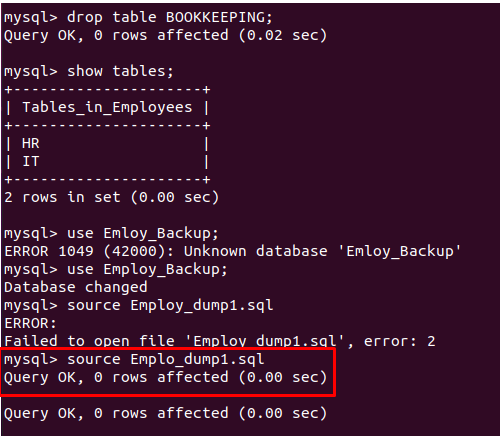 mysql> drop table BOOKKEEPING;
Query OK, 0 rows affected (0.02 sec)
mysql> show tables;
+---------------------+
| Tables_in_Employees |
+---------------------+
| HR                  |
| IT                  |
+---------------------+
2 rows in set (0.00 sec)
mysql> use Emloy_Backup;
ERROR 1049 (42000): Unknown database 'Emloy_Backup'
mysql> use Employ_Backup;
Database changed
mysql> source Employ_dump1.sql
ERROR:
Failed to open file 'Employ_dump1.sql', error: 2
mysql> source Emplo_dump1.sql
Query OK, 0 rows affected (0.00 sec)
Query OK, 0 rows affected (0.00 sec)